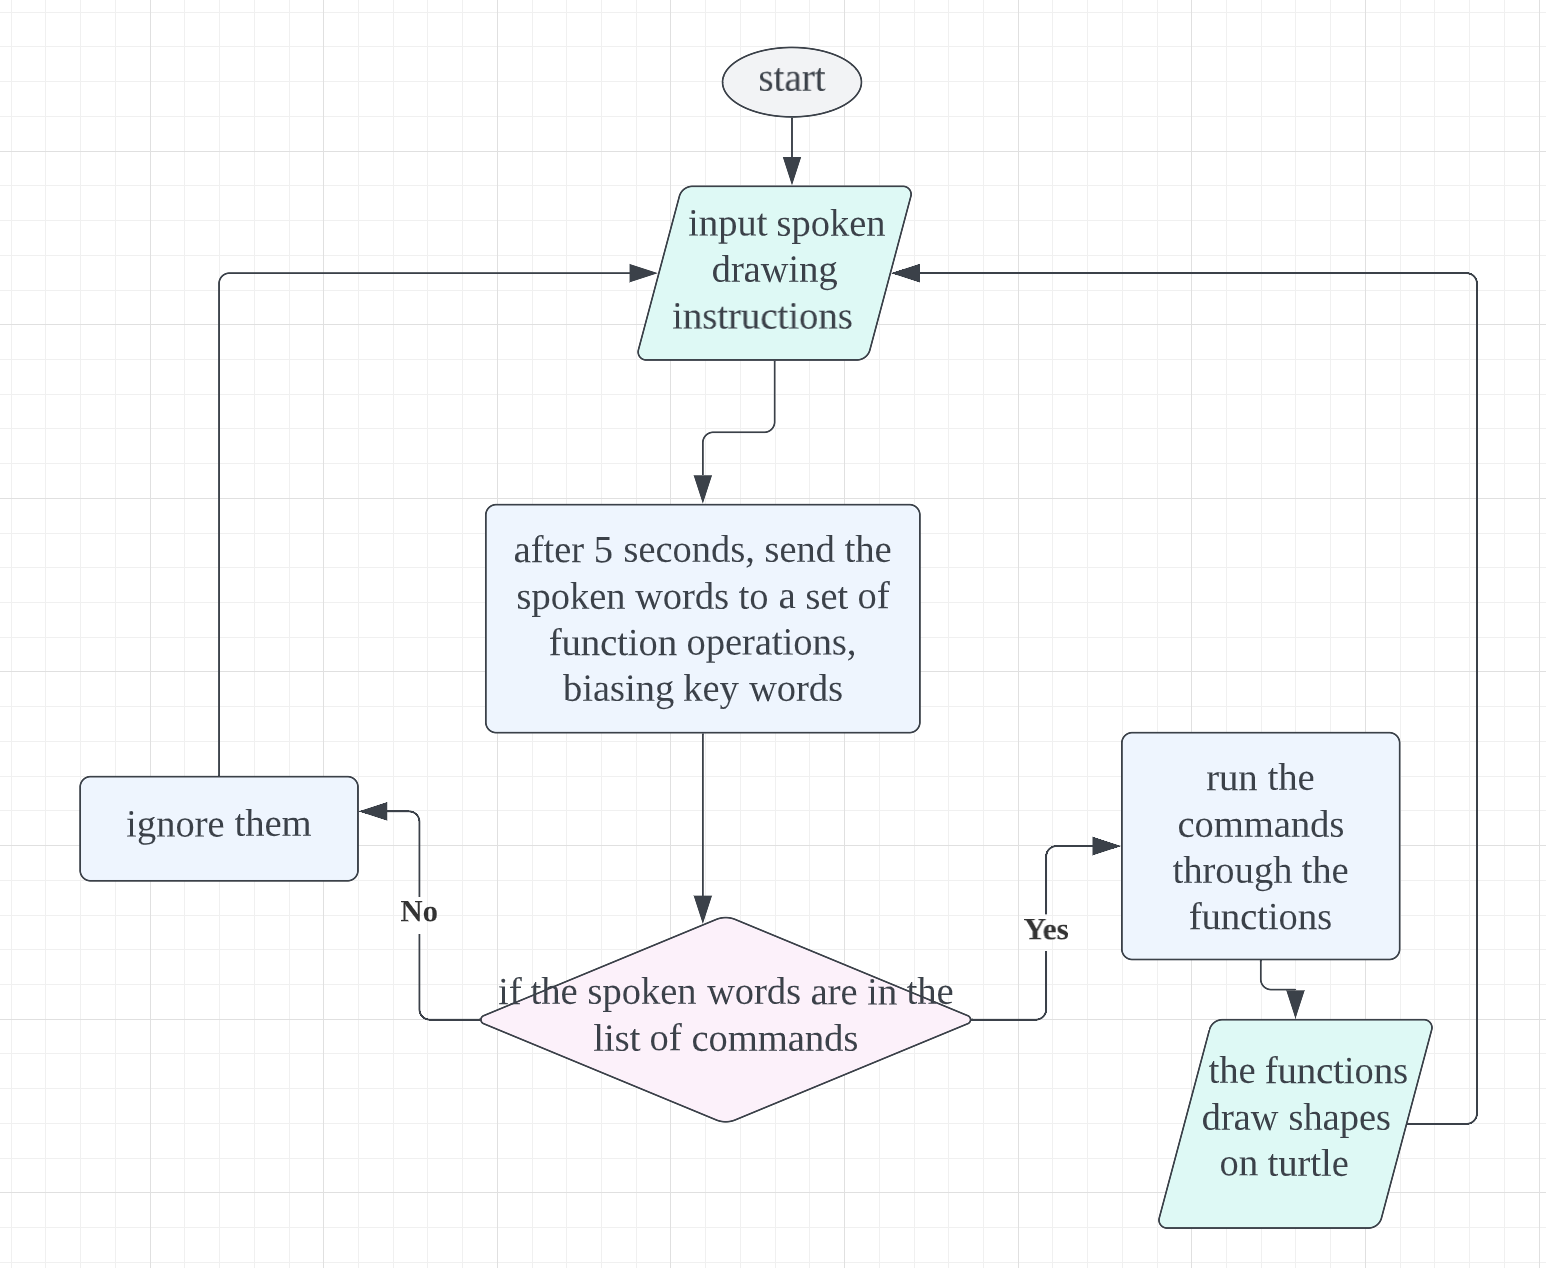 start
input spoken
drawing
instructions
after 5 seconds, send the
spoken words to a set of
function operations,
biasing key words
ignore them
No
if the spoken words are in the
list of commands
Yes
run the
commands
through the
functions
the functions
draw shapes
on turtle